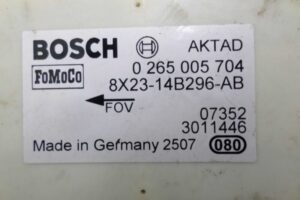 BOSCH AKTAD
FoMoCo 0 265 005 704
8X23-14B296-AB
FOV
07352
3011446
Made in Germany 2507 080